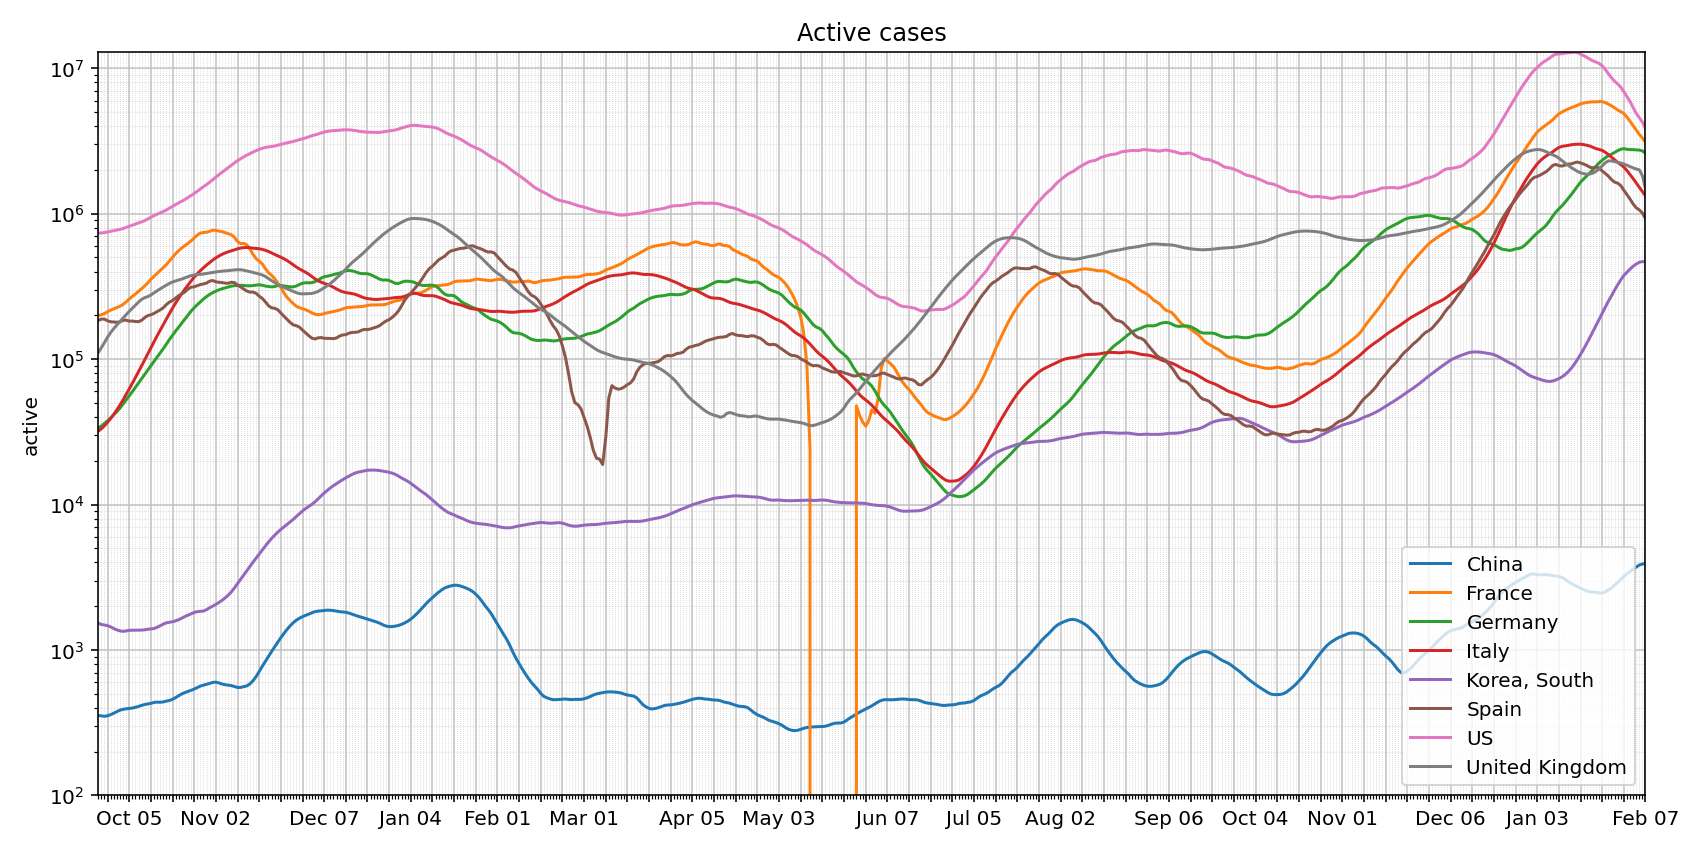 Active cases
active
10^7
10^6
10^5
10^4
10^3
10^2
Oct 05 Nov 02 Dec 07 Jan 04 Feb 01 Mar 01 Apr 05 May 03 Jun 07 Jul 05 Aug 02 Sep 06 Oct 04 Nov 01 Dec 06 Jan 03 Feb 07
China
France
Germany
Italy
Korea, South
Spain
US
United Kingdom